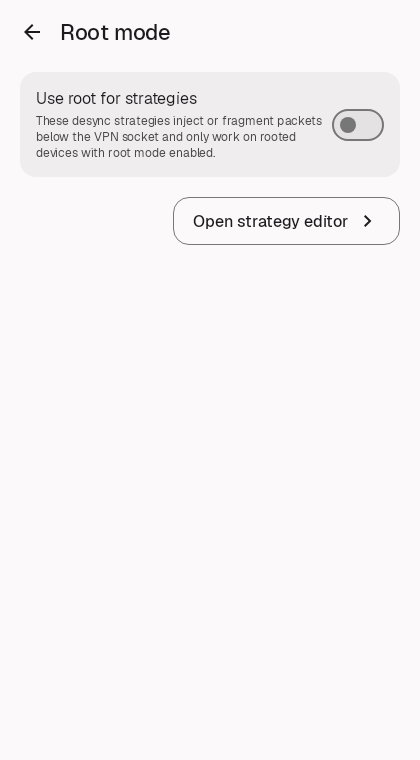 Root mode
Use root for strategies
These desync strategies inject or fragment packets
below the VPN socket and only work on rooted
devices with root mode enabled.
Open strategy editor